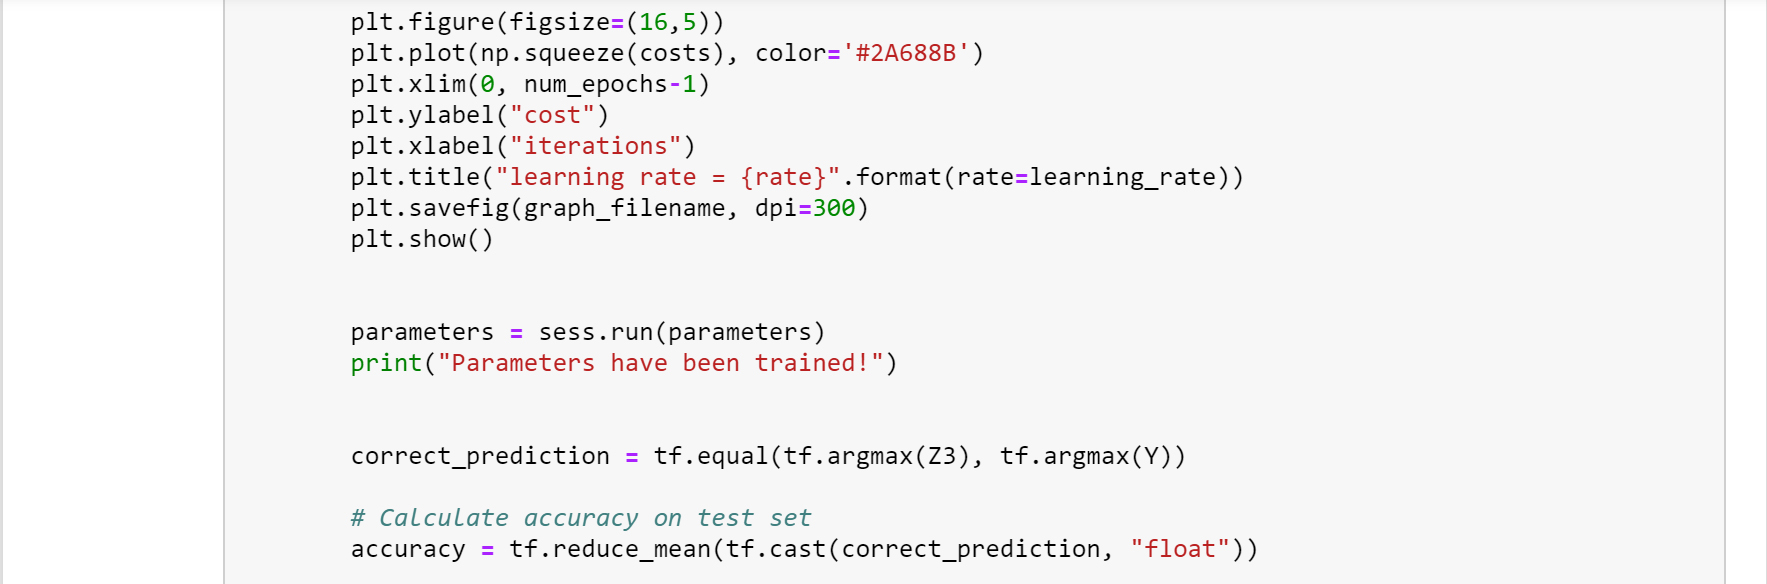 plt.figure(figsize=(16,5))
plt.plot(np.squeeze(costs), color='#2A688B')
plt.xlim(0, num_epochs-1)
plt.ylabel("cost")
plt.xlabel("iterations")
plt.title("learning rate = {rate}".format(rate=learning_rate))
plt.savefig(graph_filename, dpi=300)
plt.show()
parameters = sess.run(parameters)
print("Parameters have been trained!")
correct_prediction = tf.equal(tf.argmax(Z3), tf.argmax(Y))
# Calculate accuracy on test set
accuracy = tf.reduce_mean(tf.cast(correct_prediction, "float"))